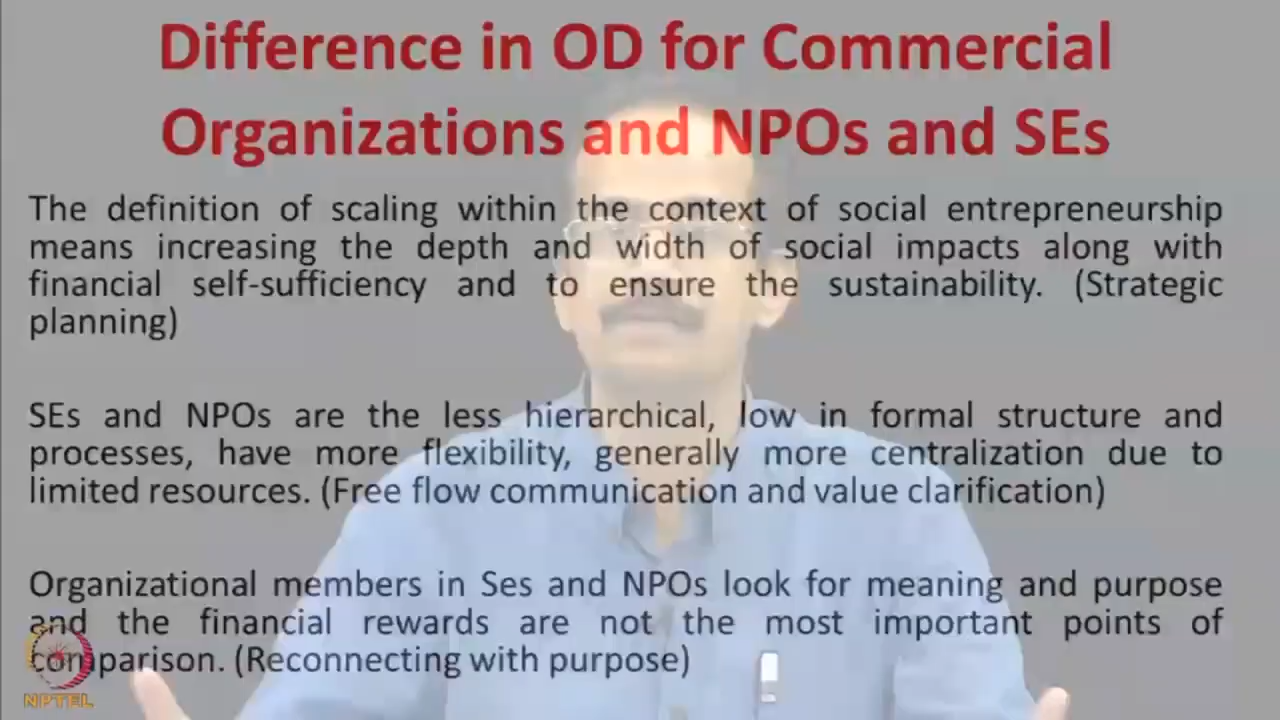 Difference in OD for Commercial
Organizations and NPOs and SEs
The definition of scaling within the context of social entrepreneurship
means increasing the depth and width of social impacts along with
financial self-sufficiency and to ensure the sustainability. (Strategic
planning)
SEs and NPOs are the less hierarchical, low in formal structure and
processes, have more flexibility, generally more centralization due to
limited resources. (Free flow communication and value clarification)
Organizational members in Ses and NPOs look for meaning and purpose
and the financial rewards are not the most important points of
comparison. (Reconnecting with purpose)
NPTEL